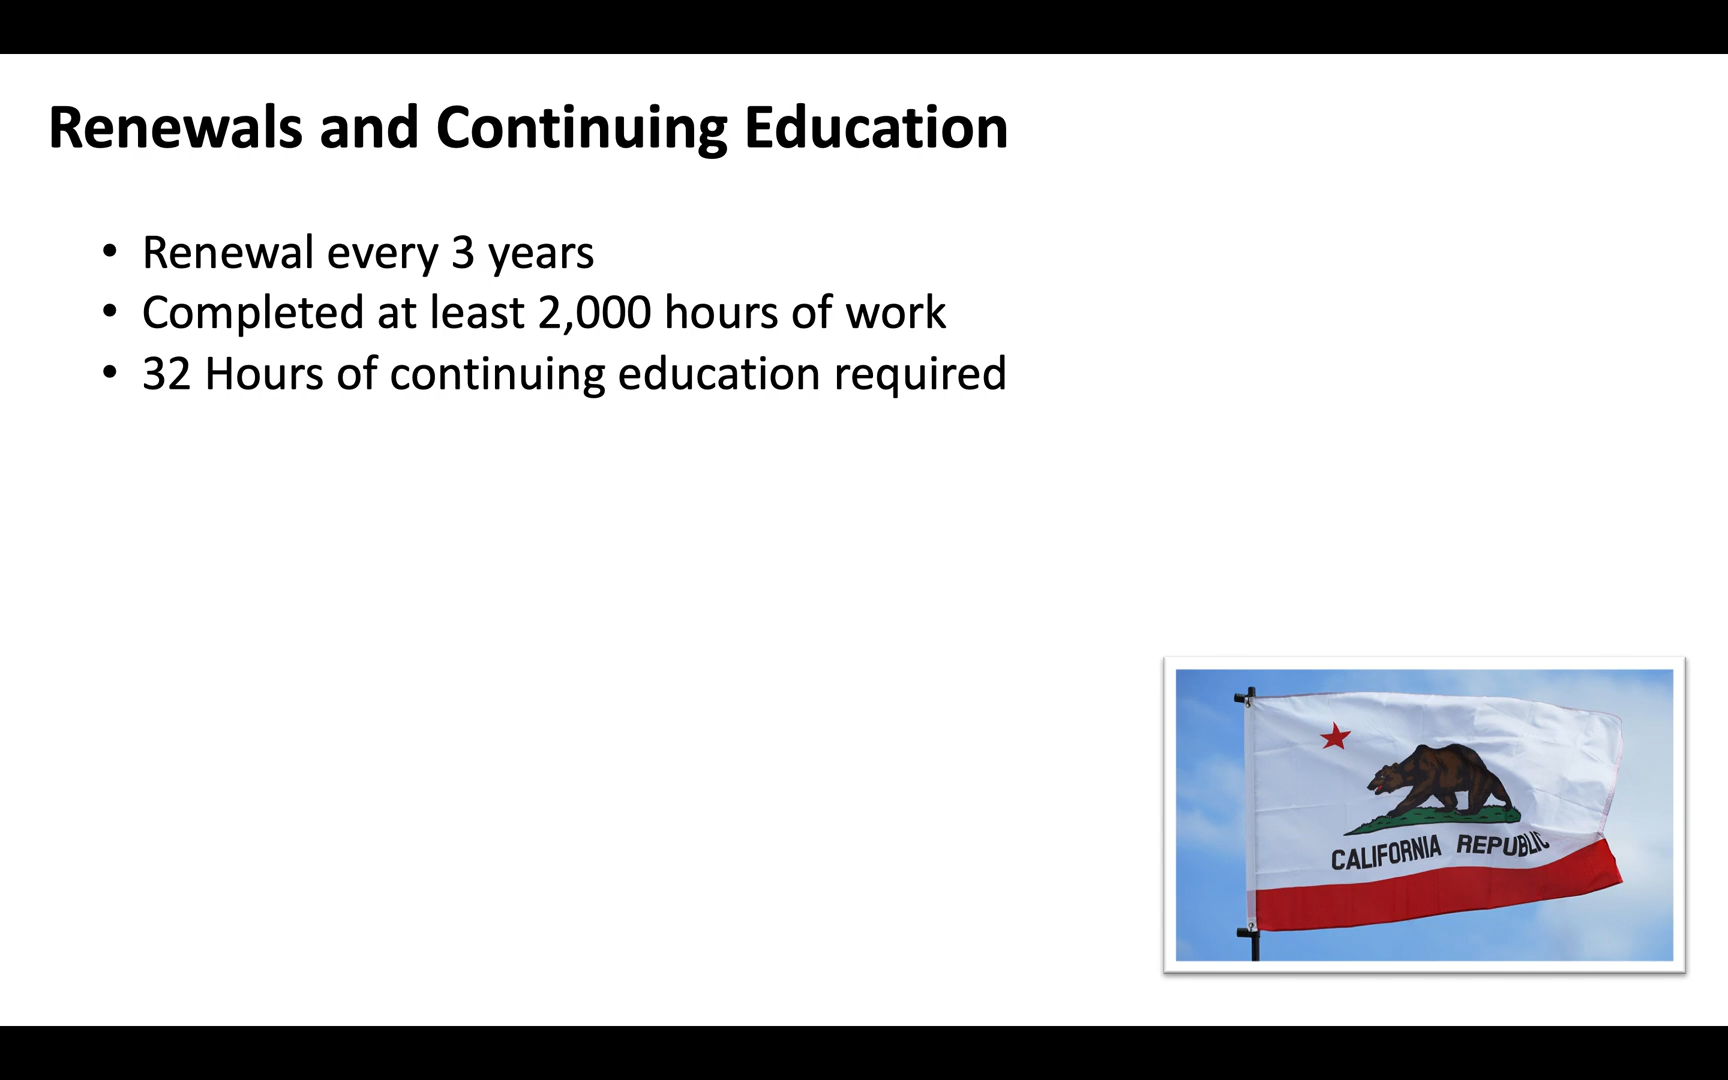 Renewals and Continuing Education
• Renewal every 3 years
• Completed at least 2,000 hours of work
• 32 Hours of continuing education required
CALIFORNIA REPUBLIC